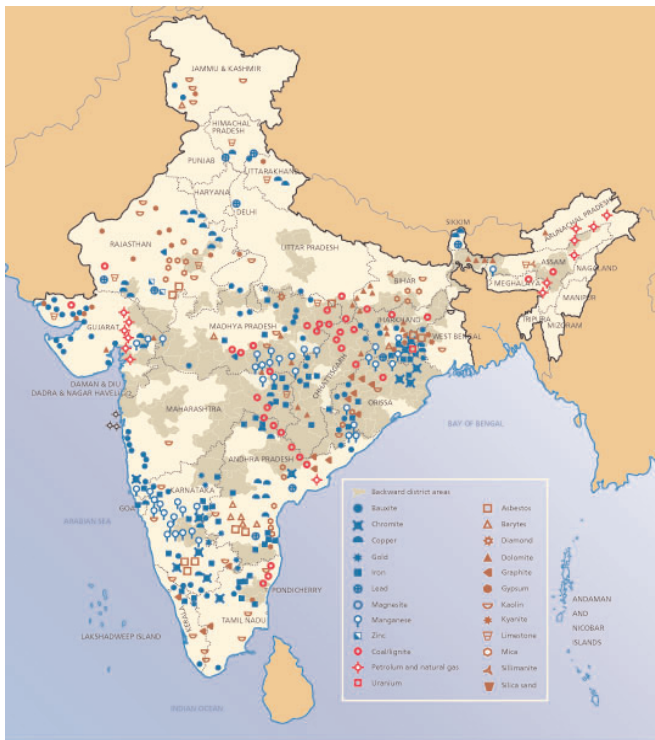 JAMMU & KASHMIR
HIMACHAL
PRADESH
PUNJAB
UTTARAKHAND
HARYANA
DELHI
SIKKIM
ARUNACHAL PRADESH
RAJASTHAN
UTTAR PRADESH
ASSAM
NAGALAND
BIHAR
MEGHALAYA
MANIPUR
TRIPURA
MIZORAM
JHARKHAND
GUJARAT
MADHYA PRADESH
WEST BENGAL
CHHATTISGARH
DAMAN & DIU
DADRA & NAGAR HAVELI
MAHARASHTRA
ORISSA
BAY OF BENGAL
ANDHRA PRADESH
KARNATAKA
GOA
ARABIAN SEA
Backward district areas
Bauxite
Chromite
Copper
Gold
Iron
Lead
Magnesite
Manganese
Zinc
Coal/lignite
Petrolum and natural gas
Uranium
Asbestos
Barytes
Diamond
Dolomite
Graphite
Gypsum
Kaolin
Kyanite
Limestone
Mica
Sillimanite
Silica sand
PONDICHERRY
ANDAMAN
AND
NICOBAR
ISLANDS
LAKSHADWEEP ISLAND
KERALA
TAMIL NADU
INDIAN OCEAN